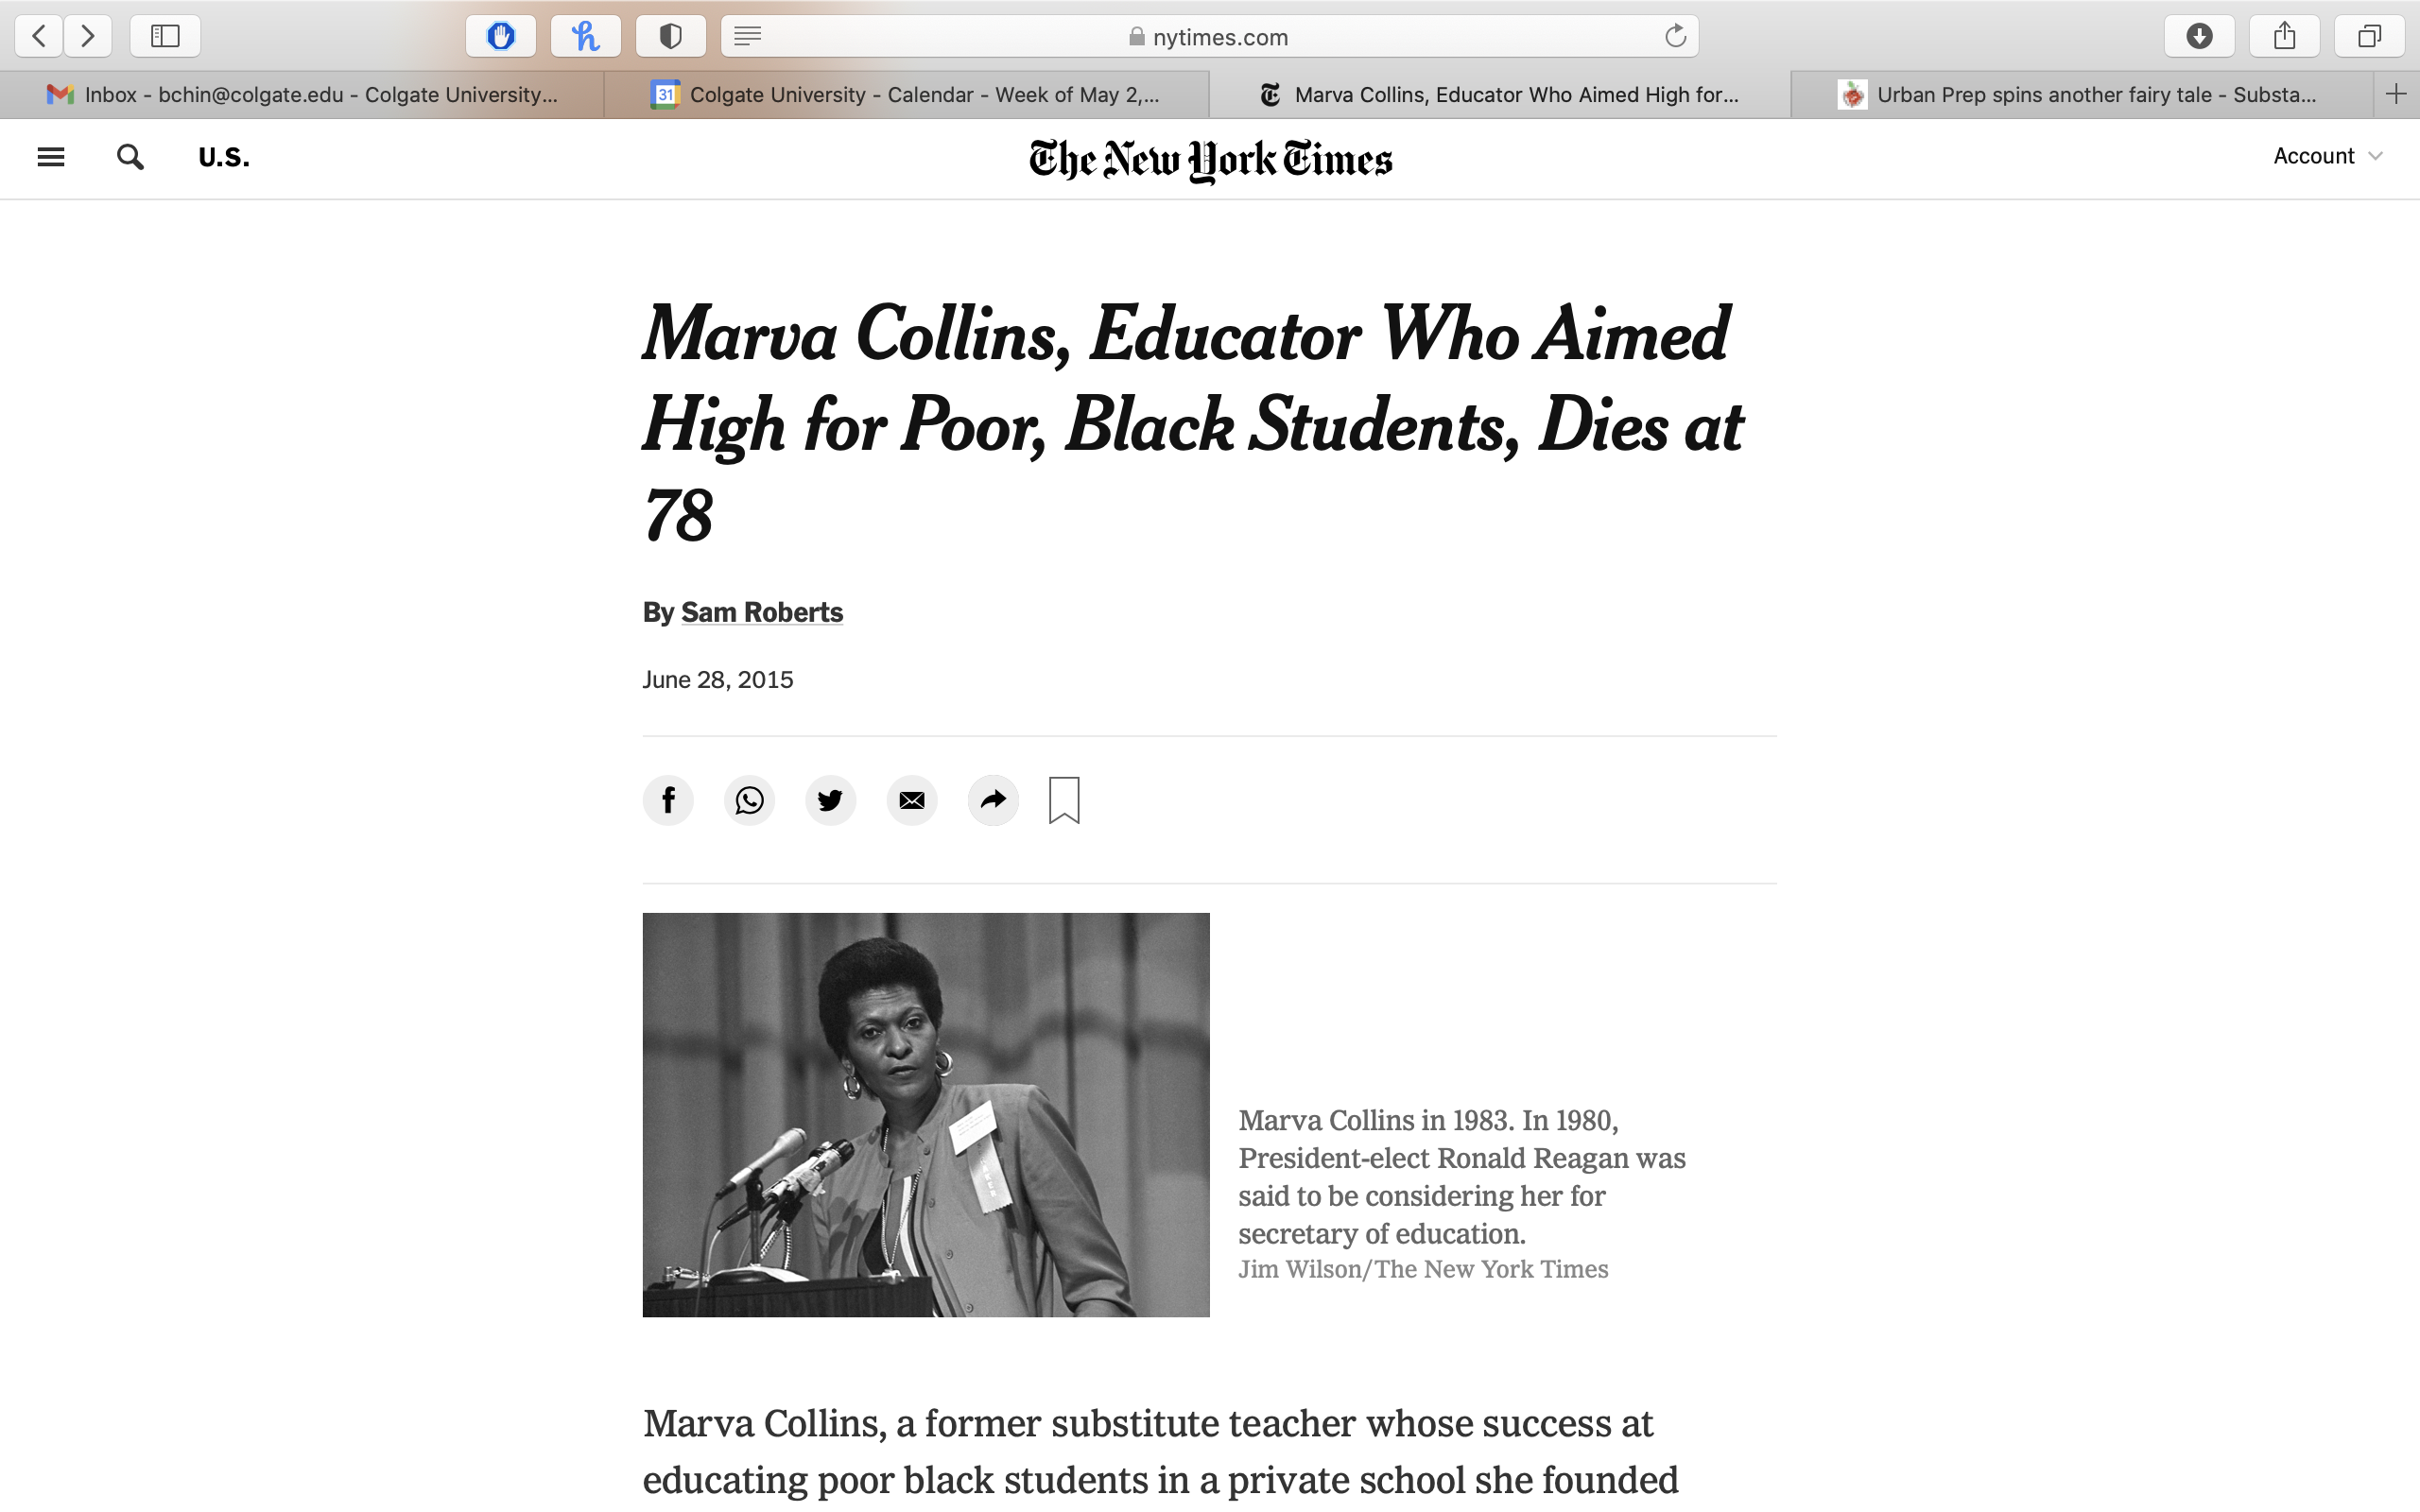 nytimes.com
Inbox - bchin@colgate.edu - Colgate University...
31
Colgate University - Calendar - Week of May 2,...
Marva Collins, Educator Who Aimed High for...
Urban Prep spins another fairy tale - Substa...
U.S.
The New York Times
Account
Marva Collins, Educator Who Aimed
High for Poor, Black Students, Dies at
78
By Sam Roberts
June 28, 2015
Marva Collins in 1983. In 1980,
President-elect Ronald Reagan was
said to be considering her for
secretary of education.
Jim Wilson/The New York Times
Marva Collins, a former substitute teacher whose success at
educating poor black students in a private school she founded